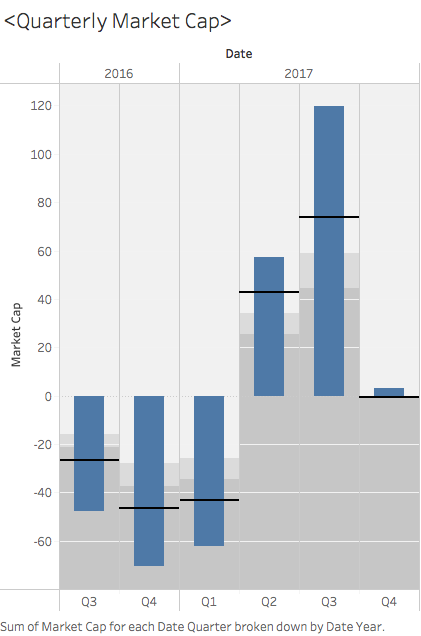 <Quarterly Market Cap>
Date
2016 2017
120
100
80
60
40
20
0
-20
-40
-60
Market Cap
Q3 Q4 Q1 Q2 Q3 Q4
Sum of Market Cap for each Date Quarter broken down by Date Year.